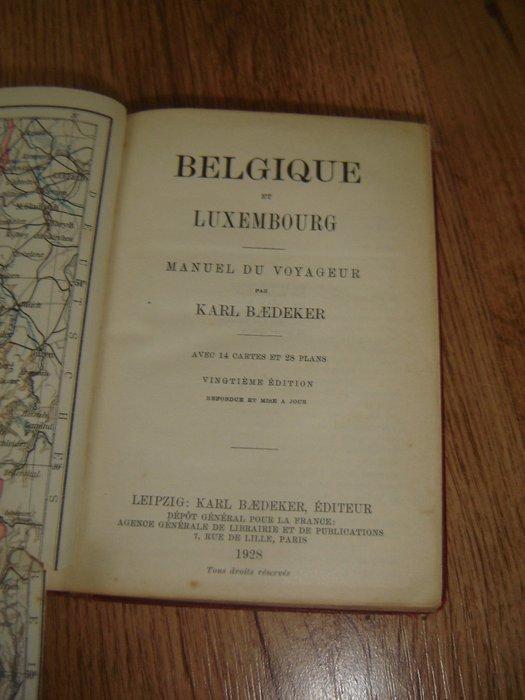 BELGIQUE
ET
LUXEMBOURG
MANUEL DU VOYAGEUR
PAR
KARL BÆDEKER
AVEC 14 CARTES ET 28 PLANS
VINGTIÈME ÉDITION
REFONDUE ET MISE A JOUR
LEIPZIG: KARL BÆDEKER, ÉDITEUR
DÉPÔT GÉNÉRAL POUR LA FRANCE:
AGENCE GÉNÉRALE DE LIBRAIRIE ET DE PUBLICATIONS
7, RUE DE LILLE, PARIS
1928
Tous droits réservés